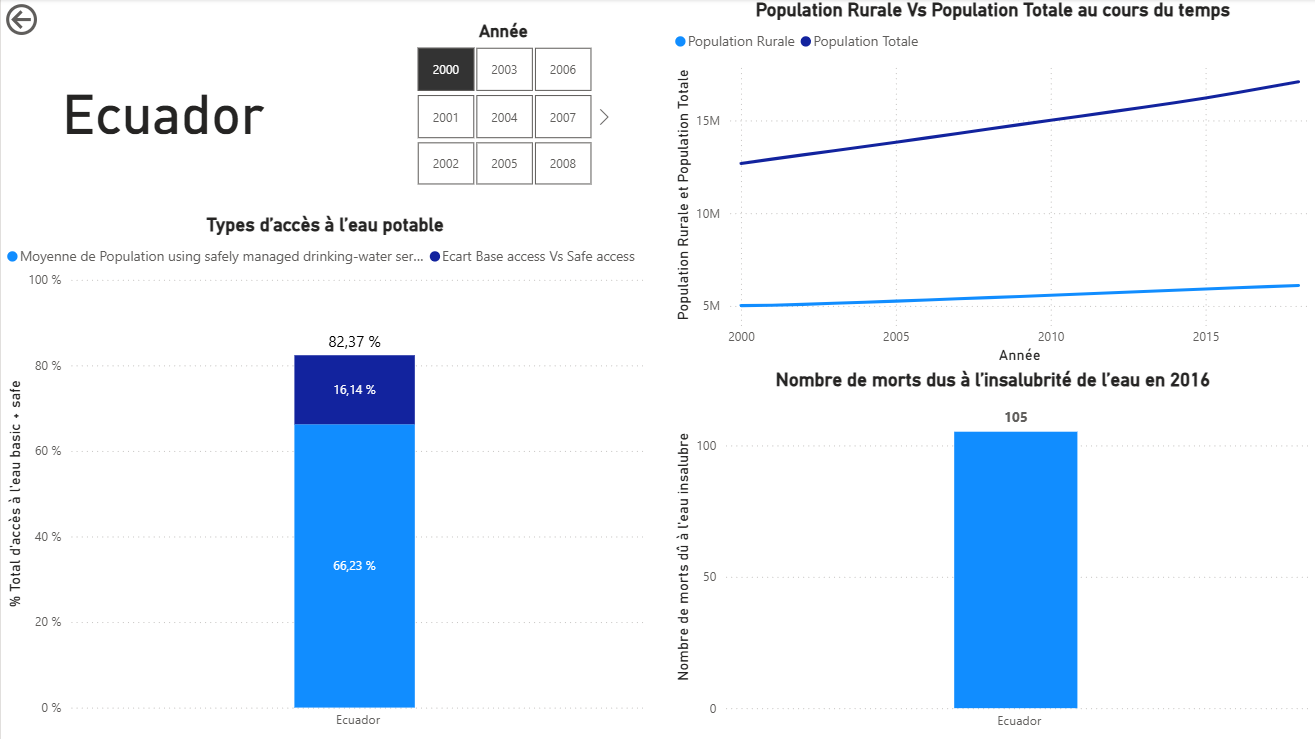 Ecuador
Année
2000 2003 2006
2001 2004 2007
2002 2005 2008
Types d'accès à l'eau potable
Moyenne de Population using safely managed drinking-water ser... Ecart Base access Vs Safe access
% Total d'accès à l'eau basic + safe
100 %
80 %
60 %
40 %
20 %
0 %
82,37 %
16,14 %
66,23 %
Ecuador
Population Rurale Vs Population Totale au cours du temps
Population Rurale Population Totale
Population Rurale et Population Totale
15M
10M
5M
2000 2005 2010 2015
Année
Nombre de morts dus à l'insalubrité de l'eau en 2016
Nombre de morts dû à l'eau insalubre
105
100
50
0
Ecuador